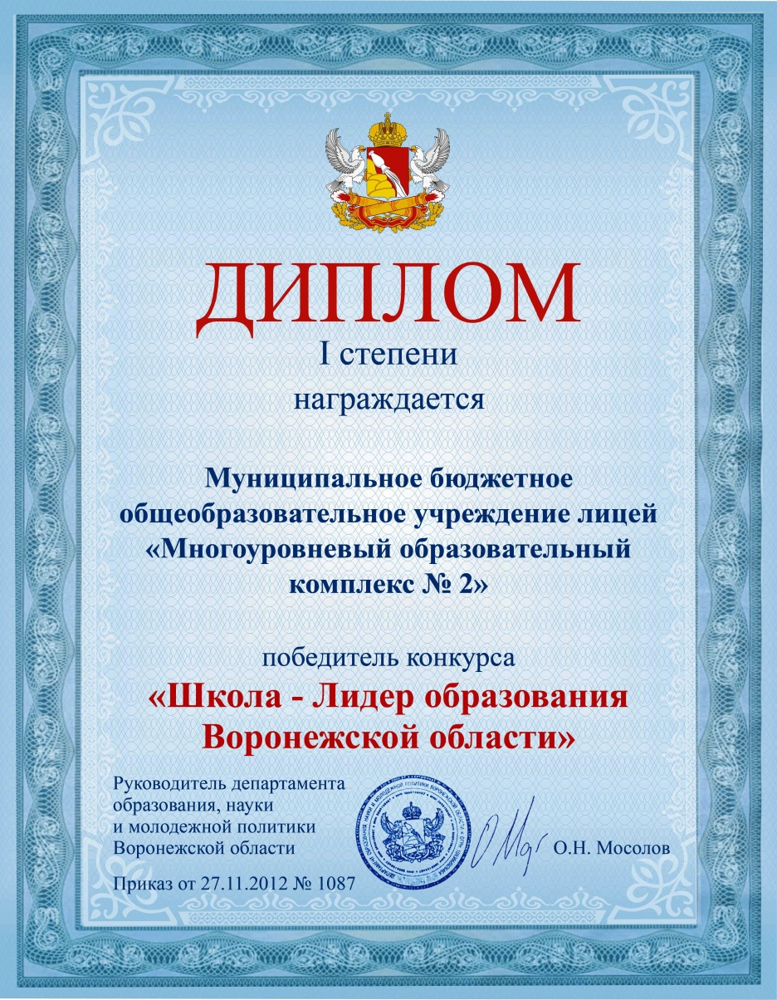 ДИПЛОМ
I степени
награждается
Муниципальное бюджетное
общеобразовательное учреждение лицей
«Многоуровневый образовательный
комплекс № 2»
победитель конкурса
«Школа - Лидер образования
Воронежской области»
Руководитель департамента
образования, науки
и молодежной политики
Воронежской области
О.Н. Мосолов
Приказ от 27.11.2012 № 1087